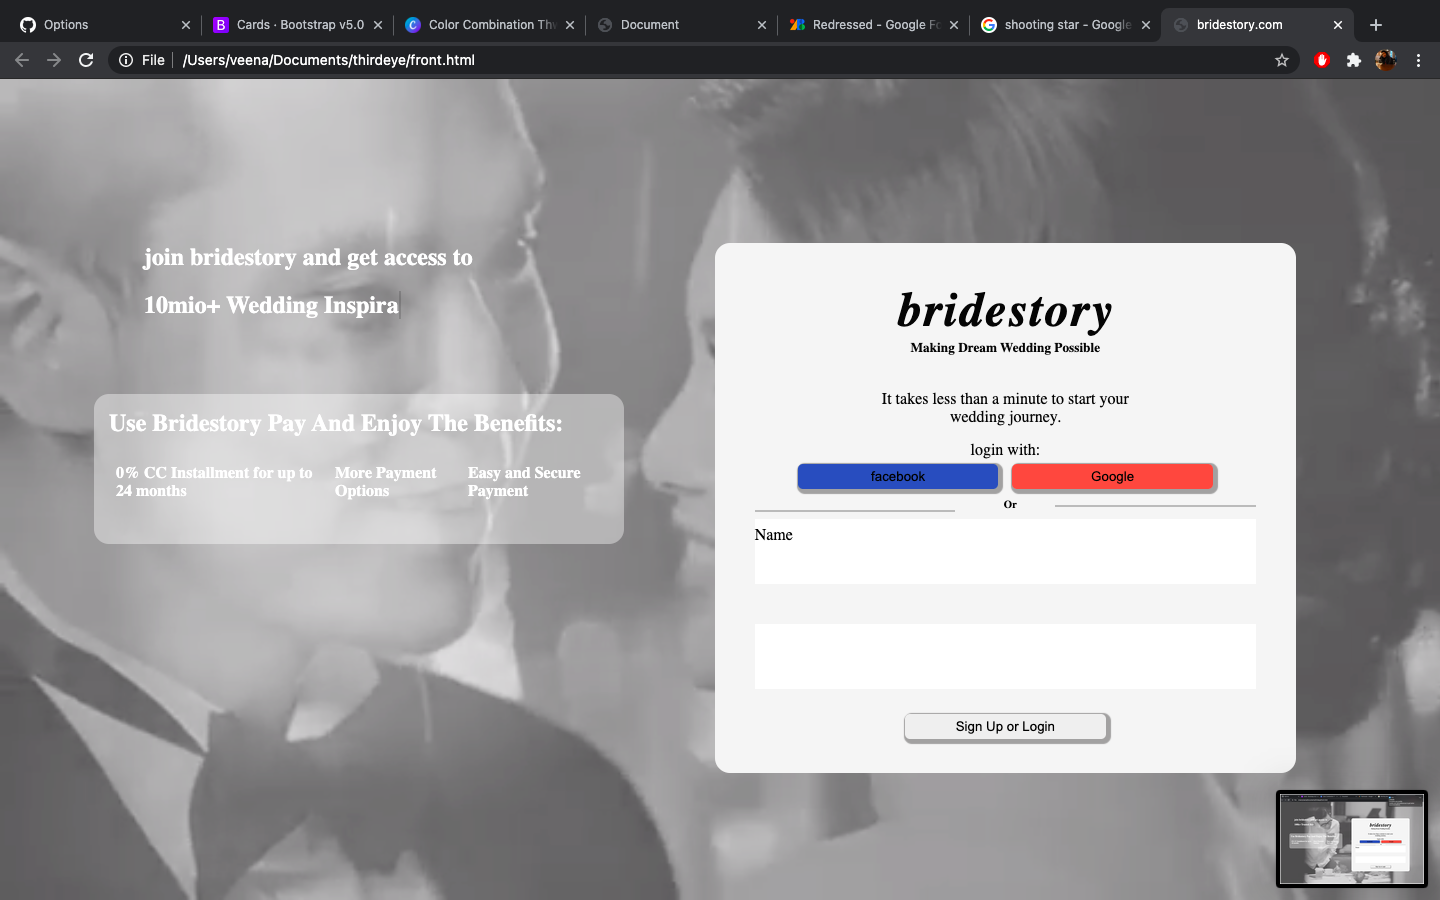 Options
Cards · Bootstrap v5.0
Color Combination Th
Document
Redressed - Google Fo
shooting star - Google
bridestory.com
File
/Users/veena/Documents/thirdeye/front.html
join bridestory and get access to
10mio+ Wedding Inspira
Use Bridestory Pay And Enjoy The Benefits:
0% CC Installment for up to
24 months
More Payment
Options
Easy and Secure
Payment
bridestory
Making Dream Wedding Possible
It takes less than a minute to start your
wedding journey.
login with:
facebook
Google
Or
Name
Sign Up or Login